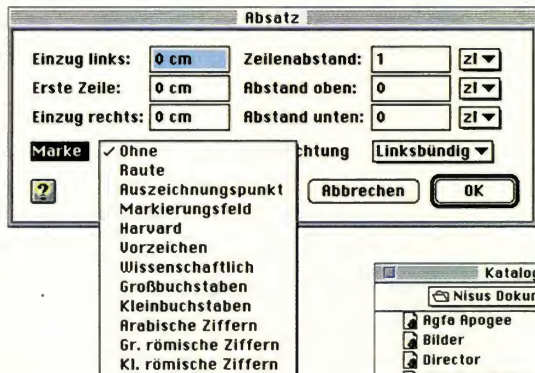 Absatz
Einzug links: 0 cm Zeilenabstand: 1 zl
Erste Zeile: 0 cm Abstand oben: 0 zl
Einzug rechts: 0 cm Abstand unten: 0 zl
Marke ✓ Ohne chtung Linksbündig
Raute
Auszeichnungspunkt
Markierungsfeld
Harvard
Vorzeichen
Wissenschaftlich
Großbuchstaben
Kleinbuchstaben
Arabische Ziffern
Gr. römische Ziffern
Kl. römische Ziffern
? Abbrechen OK
Katalog
Nisus Dokum
Agfa Apogee
Bilder
Director